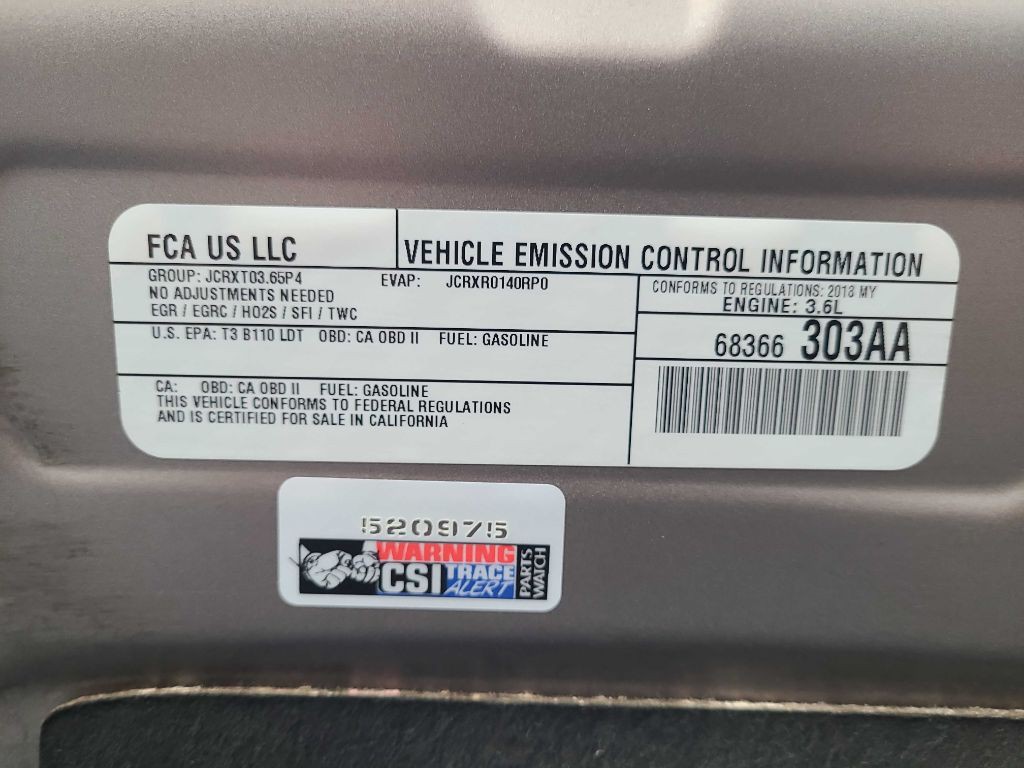 FCA US LLC
VEHICLE EMISSION CONTROL INFORMATION
GROUP: JCRXT03.65P4 EVAP: JCRXR0140RP0
NO ADJUSTMENTS NEEDED
EGR / EGRC / HO2S / SFI / TWC
CONFORMS TO REGULATIONS: 2018 MY
ENGINE: 3.6L
U.S. EPA: T3 B110 LDT OBD: CA OBD II FUEL: GASOLINE
68366 303AA
CA: OBD: CA OBD II FUEL: GASOLINE
THIS VEHICLE CONFORMS TO FEDERAL REGULATIONS
AND IS CERTIFIED FOR SALE IN CALIFORNIA
520975
WARNING
CSI TRACE
ALERT
PARTS
WATCH